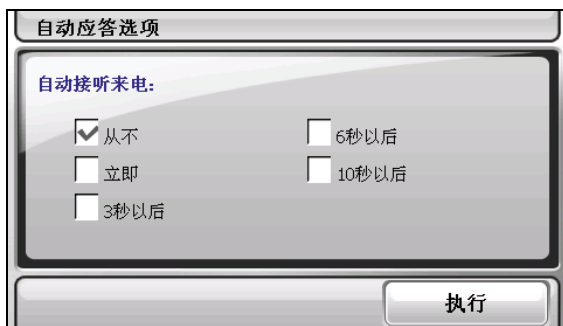 自动应答选项
自动接听来电:
从不
立即
3秒以后
6秒以后
10秒以后
执行